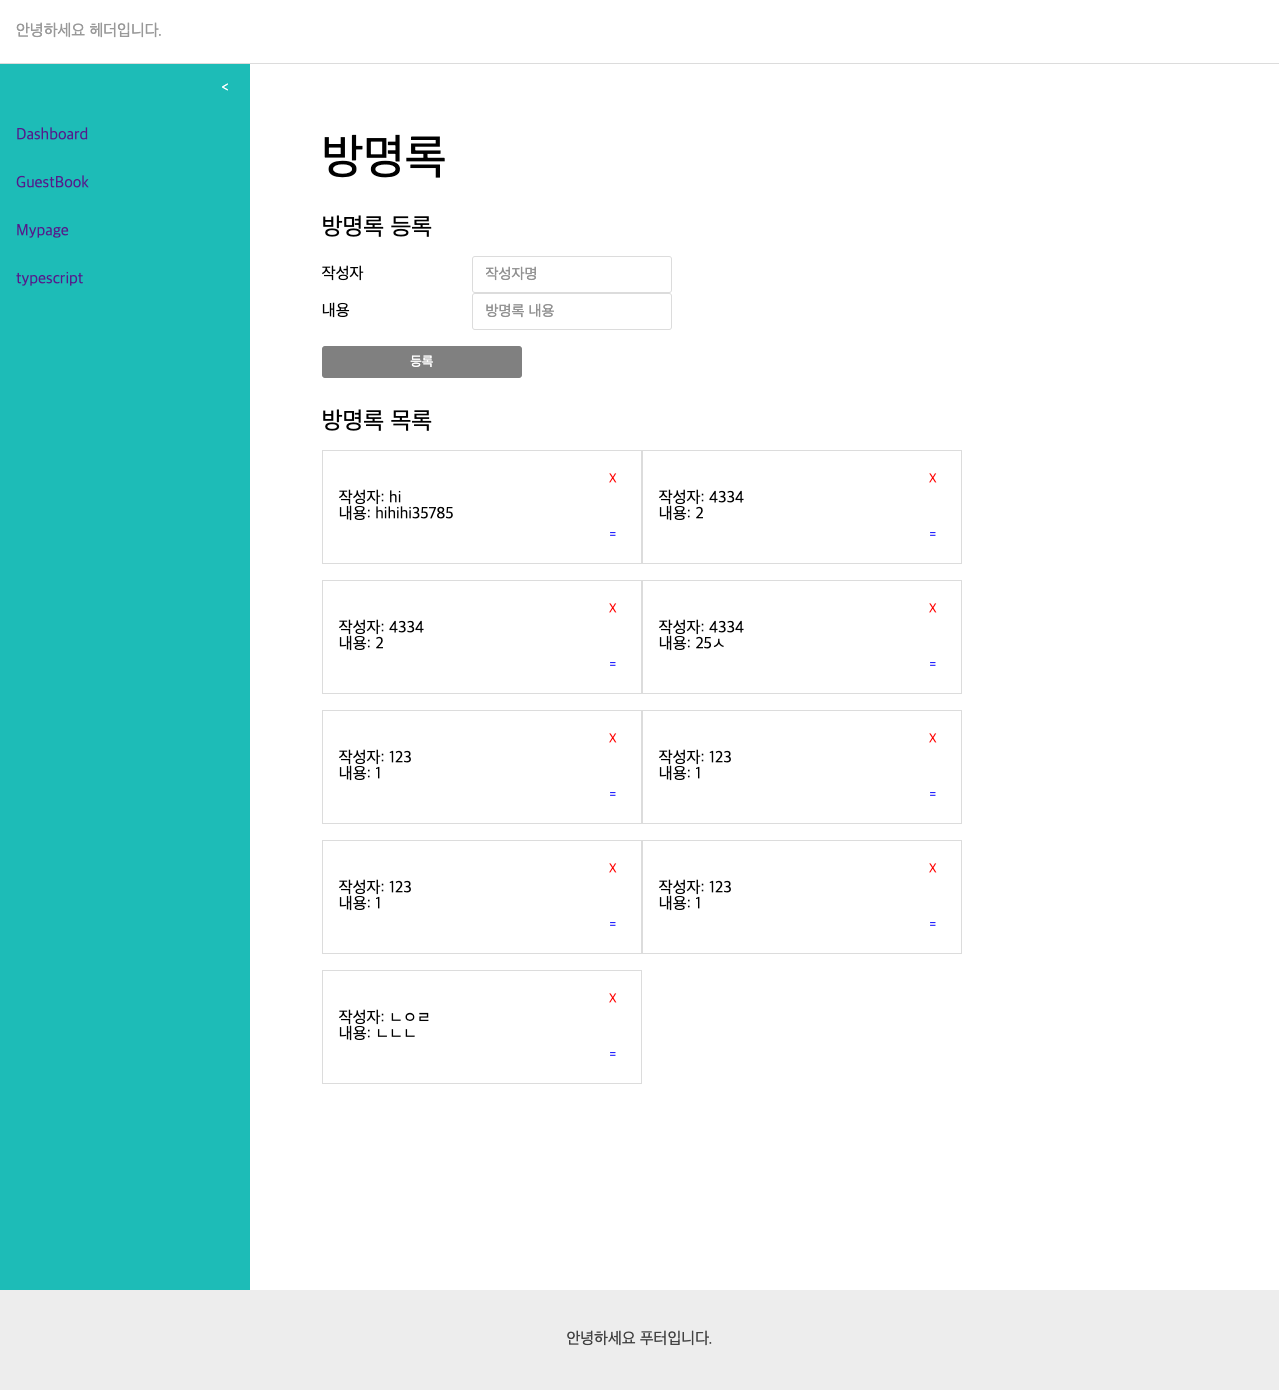 안녕하세요 헤더입니다.
<
Dashboard
GuestBook
Mypage
typescript
방명록
방명록 등록
작성자
작성자명
내용
방명록 내용
등록
방명록 목록
X
작성자: hi
내용: hihihi35785
=
X
작성자: 4334
내용: 2
=
X
작성자: 4334
내용: 2
=
X
작성자: 4334
내용: 25ㅅ
=
X
작성자: 123
내용: 1
=
X
작성자: 123
내용: 1
=
X
작성자: 123
내용: 1
=
X
작성자: 123
내용: 1
=
X
작성자: ㄴㅇㄹ
내용: ㄴㄴㄴ
=
안녕하세요 푸터입니다.